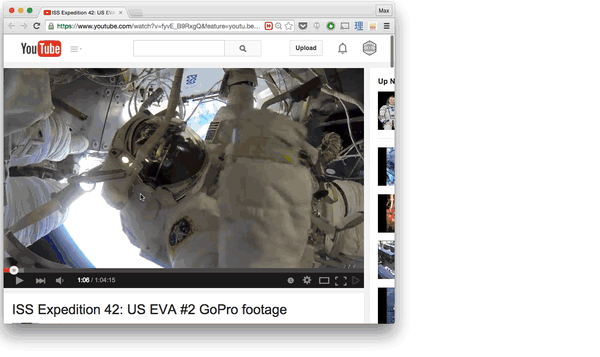 Max
ISS Expedition 42: US EVA
https://www.youtube.com/watch?v=fyvE_B9RxgQ&feature=youtu.be...
YouTube
Upload
Up N
1:06 / 1:04:15
ISS Expedition 42: US EVA #2 GoPro footage